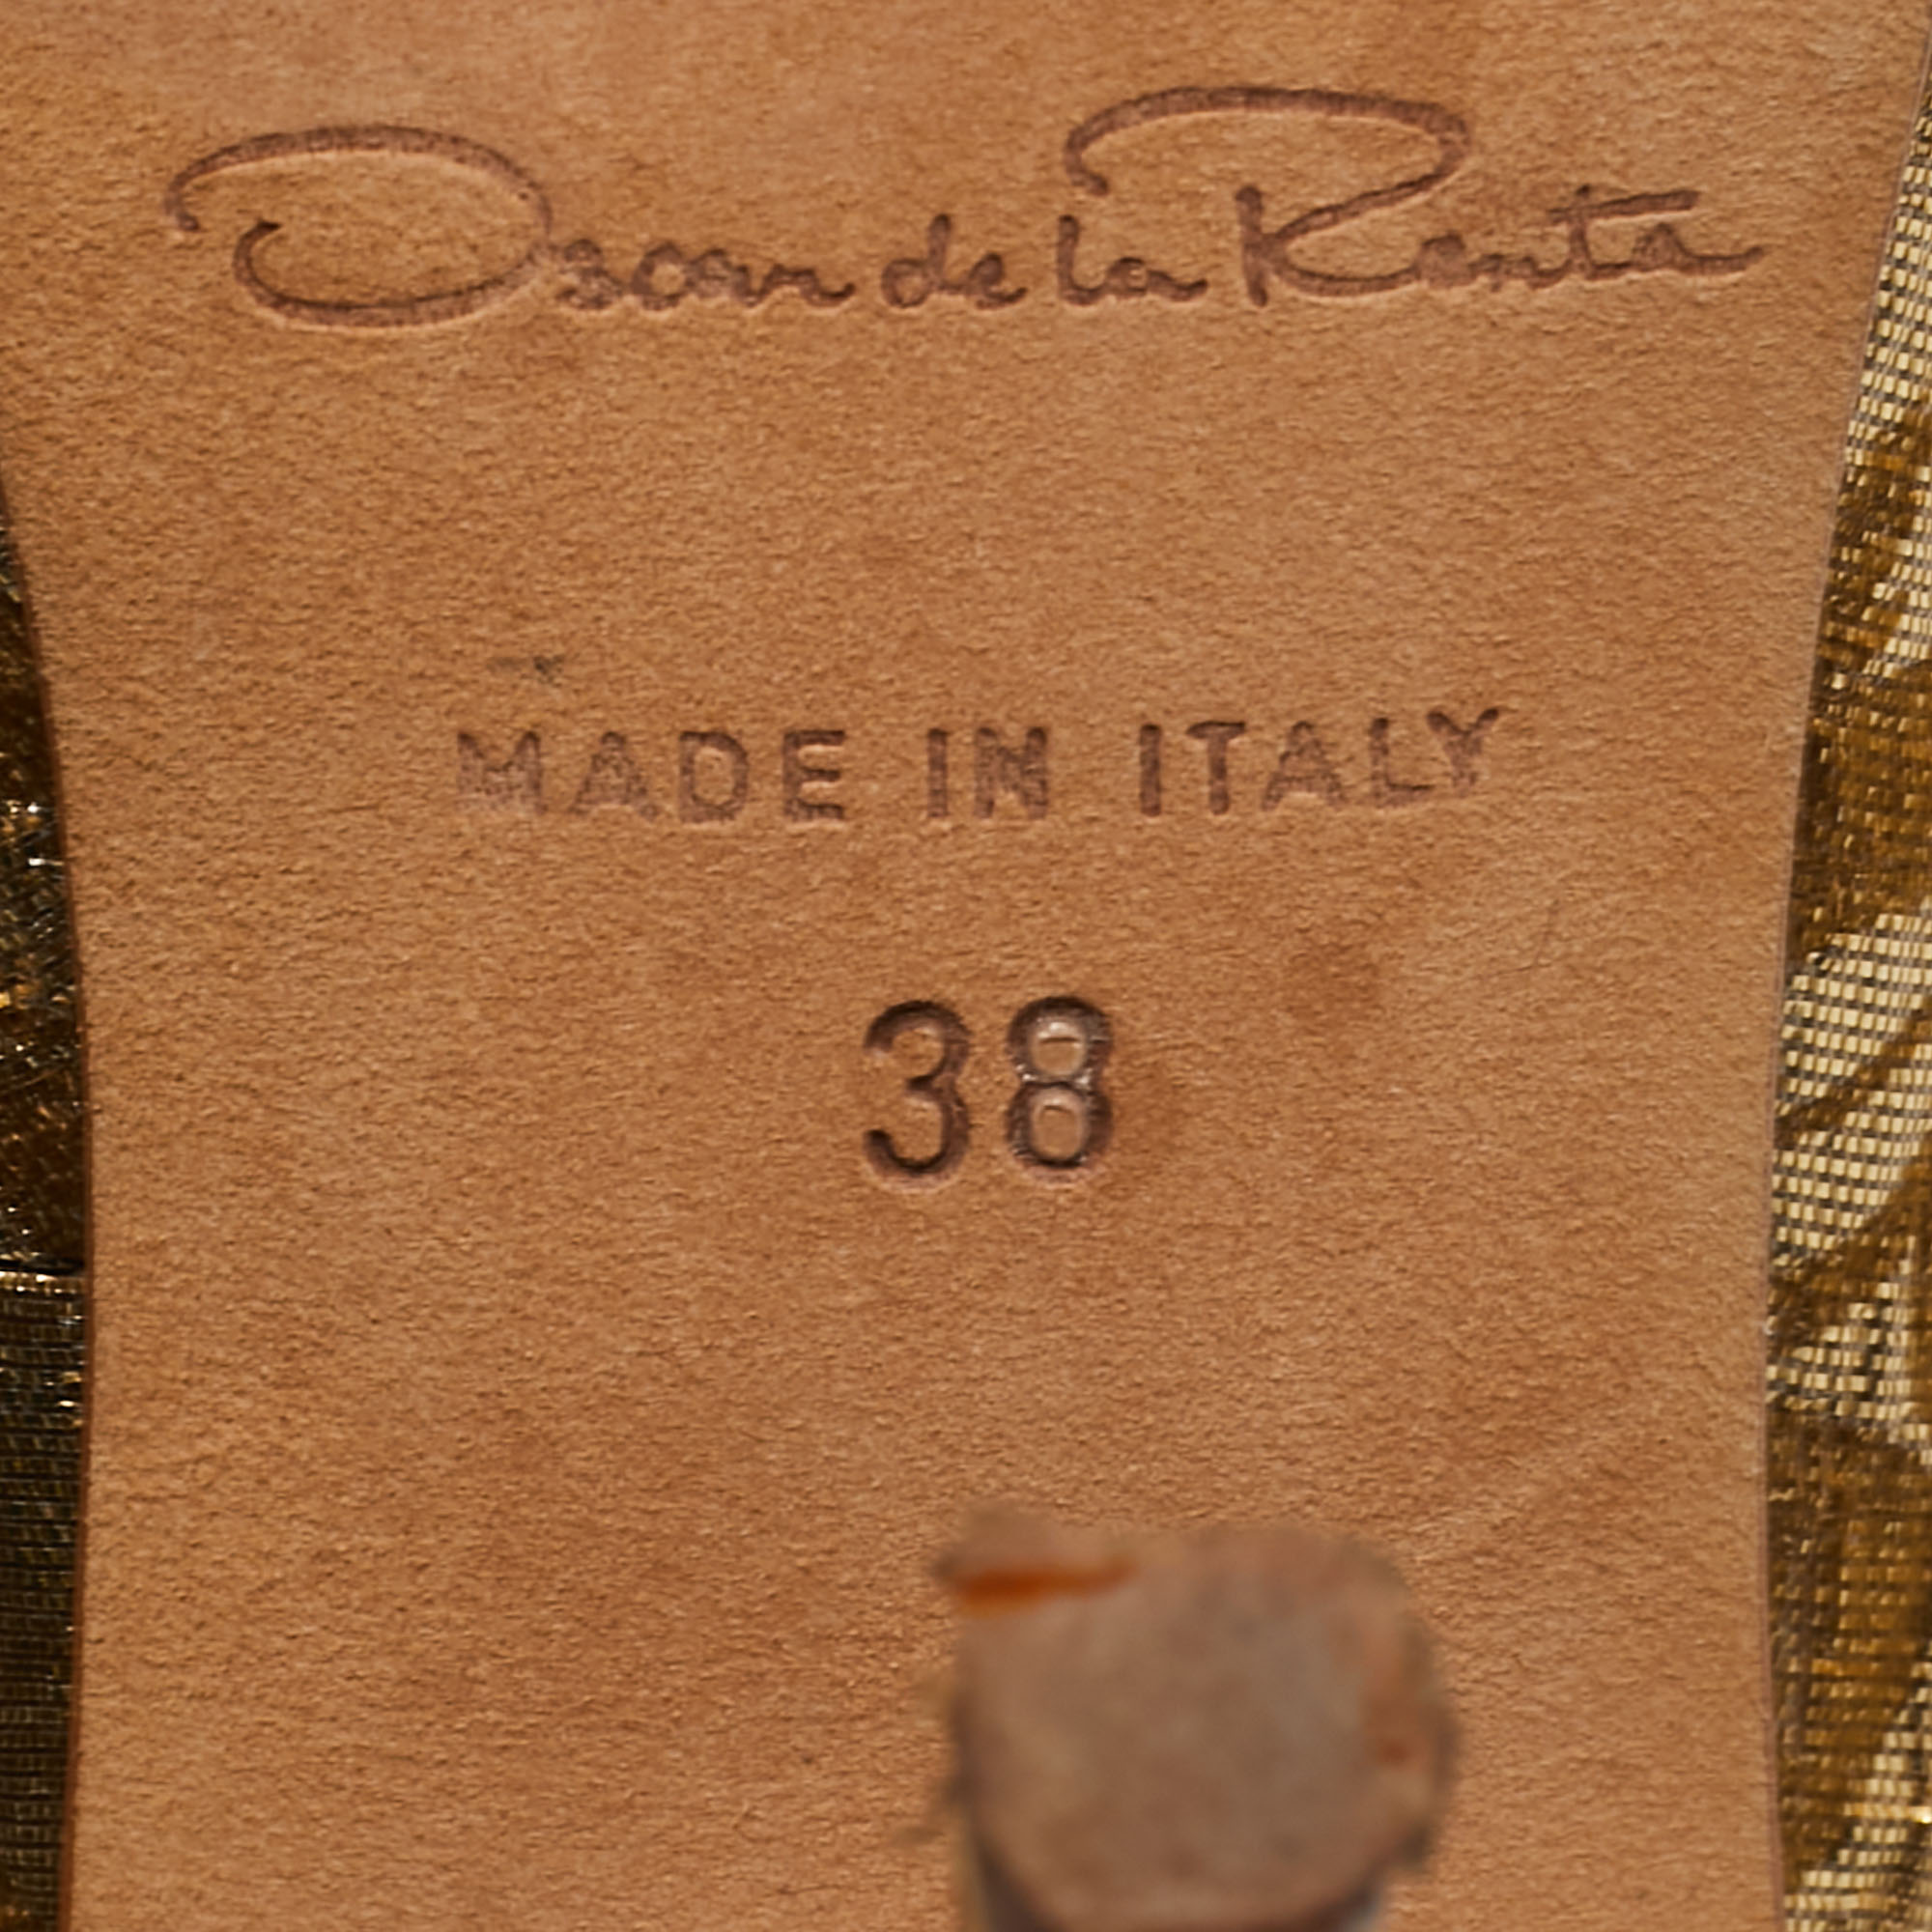 Oscar de la Renta
MADE IN ITALY
38